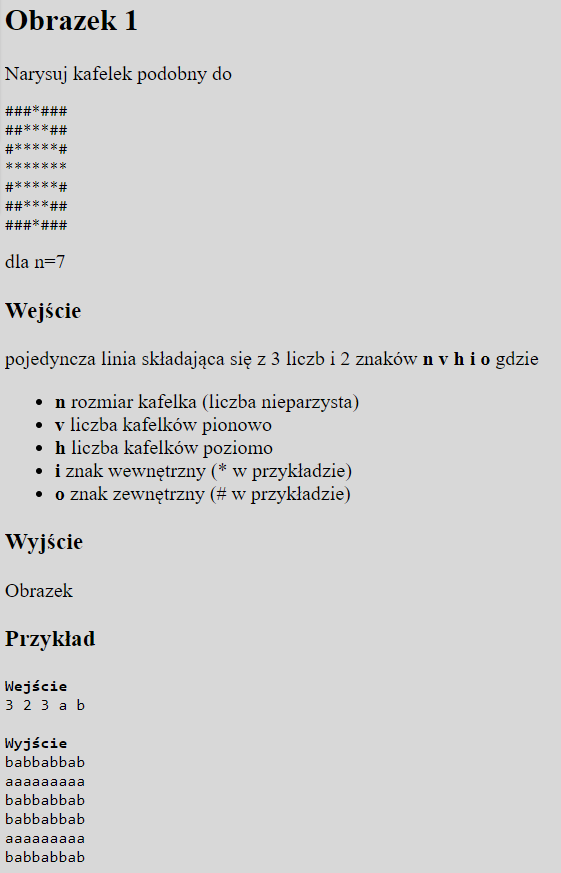 Obrazek 1
Narysuj kafelek podobny do
###*###
##***##
#*****#
*******
#*****#
##***##
###*###
dla n=7
Wejście
pojedyncza linia składająca się z 3 liczb i 2 znaków n v h i o gdzie
• n rozmiar kafelka (liczba nieparzysta)
• v liczba kafelków pionowo
• h liczba kafelków poziomo
• i znak wewnętrzny (* w przykładzie)
• o znak zewnętrzny (# w przykładzie)
Wyjście
Obrazek
Przykład
Wejście
3 2 3 a b
Wyjście
babbabbab
aaaaaaaaa
babbabbab
babbabbab
aaaaaaaaa
babbabbab